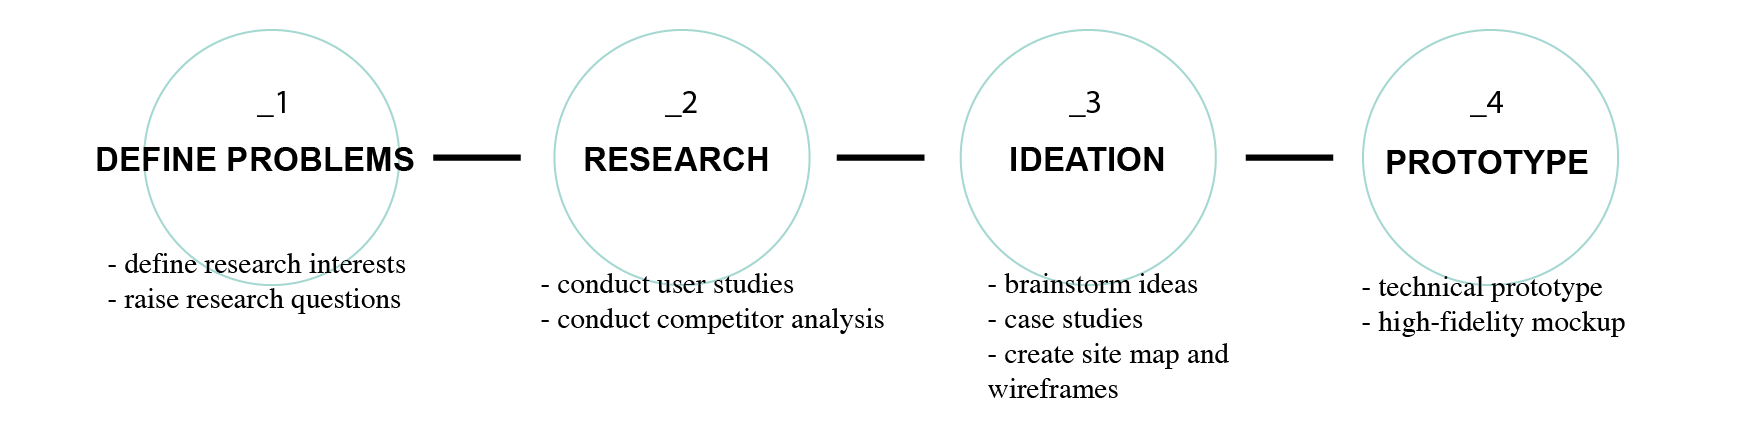 _1
DEFINE PROBLEMS
- define research interests
- raise research questions
_2
RESEARCH
- conduct user studies
- conduct competitor analysis
_3
IDEATION
- brainstorm ideas
- case studies
- create site map and
wireframes
_4
PROTOTYPE
- technical prototype
- high-fidelity mockup